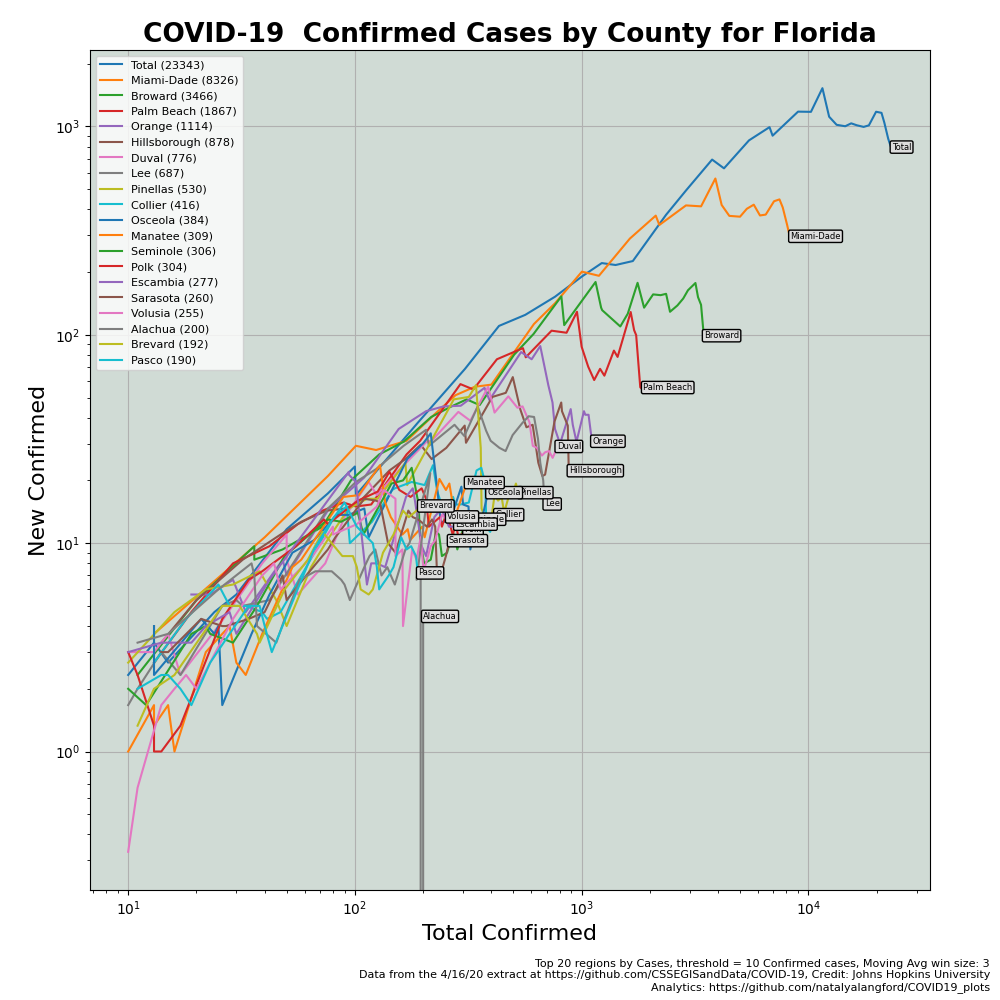 COVID-19 Confirmed Cases by County for Florida
Total (23343)
Miami-Dade (8326)
Broward (3466)
Palm Beach (1867)
Orange (1114)
Hillsborough (878)
Duval (776)
Lee (687)
Pinellas (530)
Collier (416)
Osceola (384)
Manatee (309)
Seminole (306)
Polk (304)
Escambia (277)
Sarasota (260)
Volusia (255)
Alachua (200)
Brevard (192)
Pasco (190)
New Confirmed
10³
10²
10¹
10⁰
Total
Miami-Dade
Broward
Palm Beach
Orange
Duval
Hillsborough
Manatee
Osceola
Pinellas
Lee
Brevard
Volusia
Collier
Escambia
Sarasota
Pasco
Alachua
10¹
10²
10³
10⁴
Total Confirmed
Top 20 regions by Cases, threshold = 10 Confirmed cases, Moving Avg win size: 3
Data from the 4/16/20 extract at https://github.com/CSSEGISandData/COVID-19, Credit: Johns Hopkins University
Analytics: https://github.com/natalyalangford/COVID19_plots